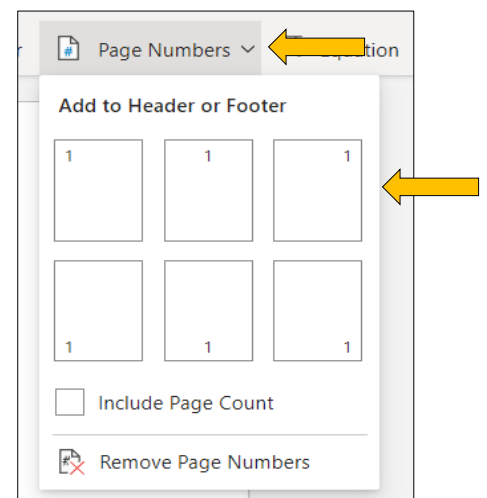 r # Page Numbers
Add to Header or Footer
1 1 1
1 1 1
Include Page Count
# Remove Page Numbers